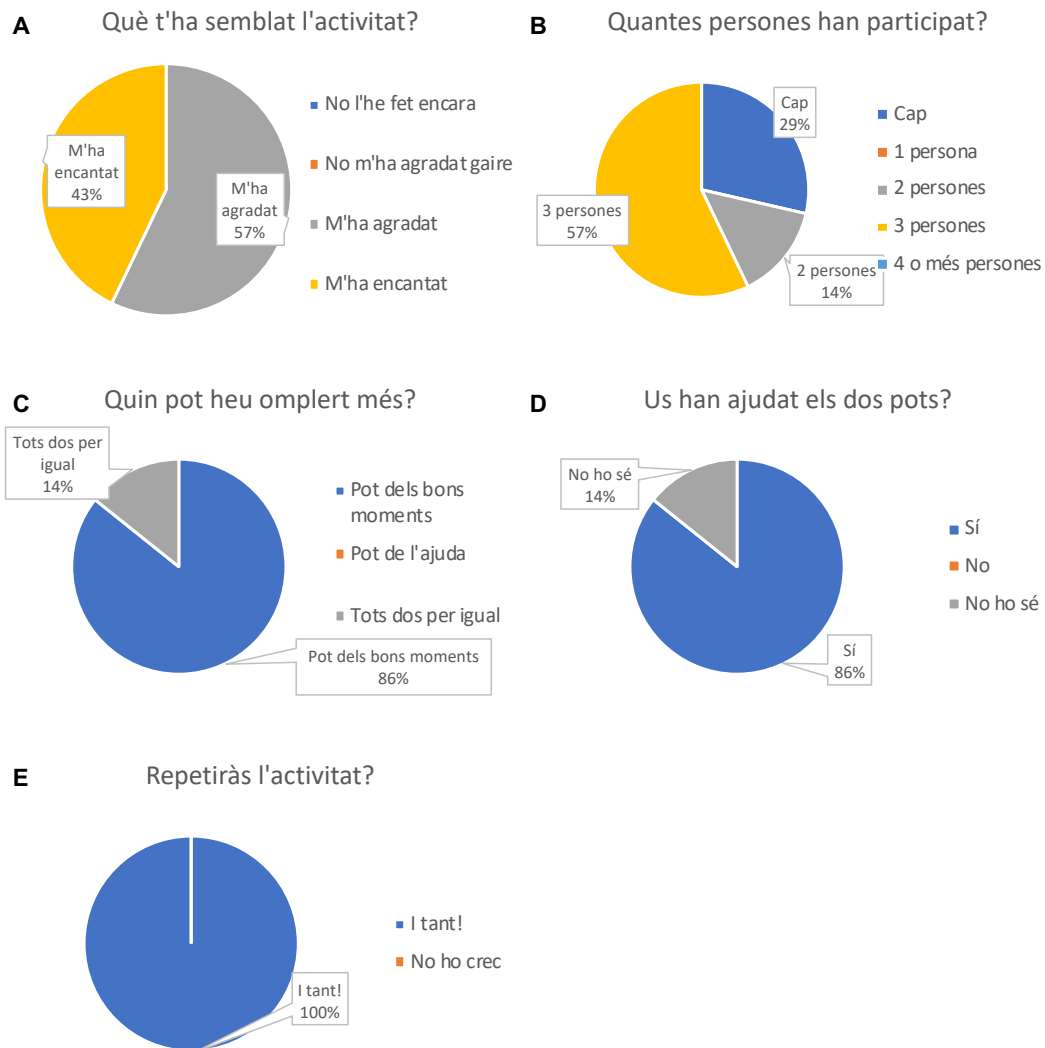 A
Què t'ha semblat l'activitat?
M'ha
encantat
43%
M'ha
agradat
57%
No l'he fet encara
No m'ha agradat gaire
M'ha agradat
M'ha encantat
B
Quantes persones han participat?
Cap
29%
3 persones
57%
2 persones
14%
Cap
1 persona
2 persones
3 persones
4 o més persones
C
Quin pot heu omplert més?
Tots dos per
igual
14%
Pot dels bons moments
86%
Pot dels bons
moments
Pot de l'ajuda
Tots dos per igual
D
Us han ajudat els dos pots?
No ho sé
14%
Sí
86%
Sí
No
No ho sé
E
Repetiràs l'activitat?
I tant!
100%
I tant!
No ho crec